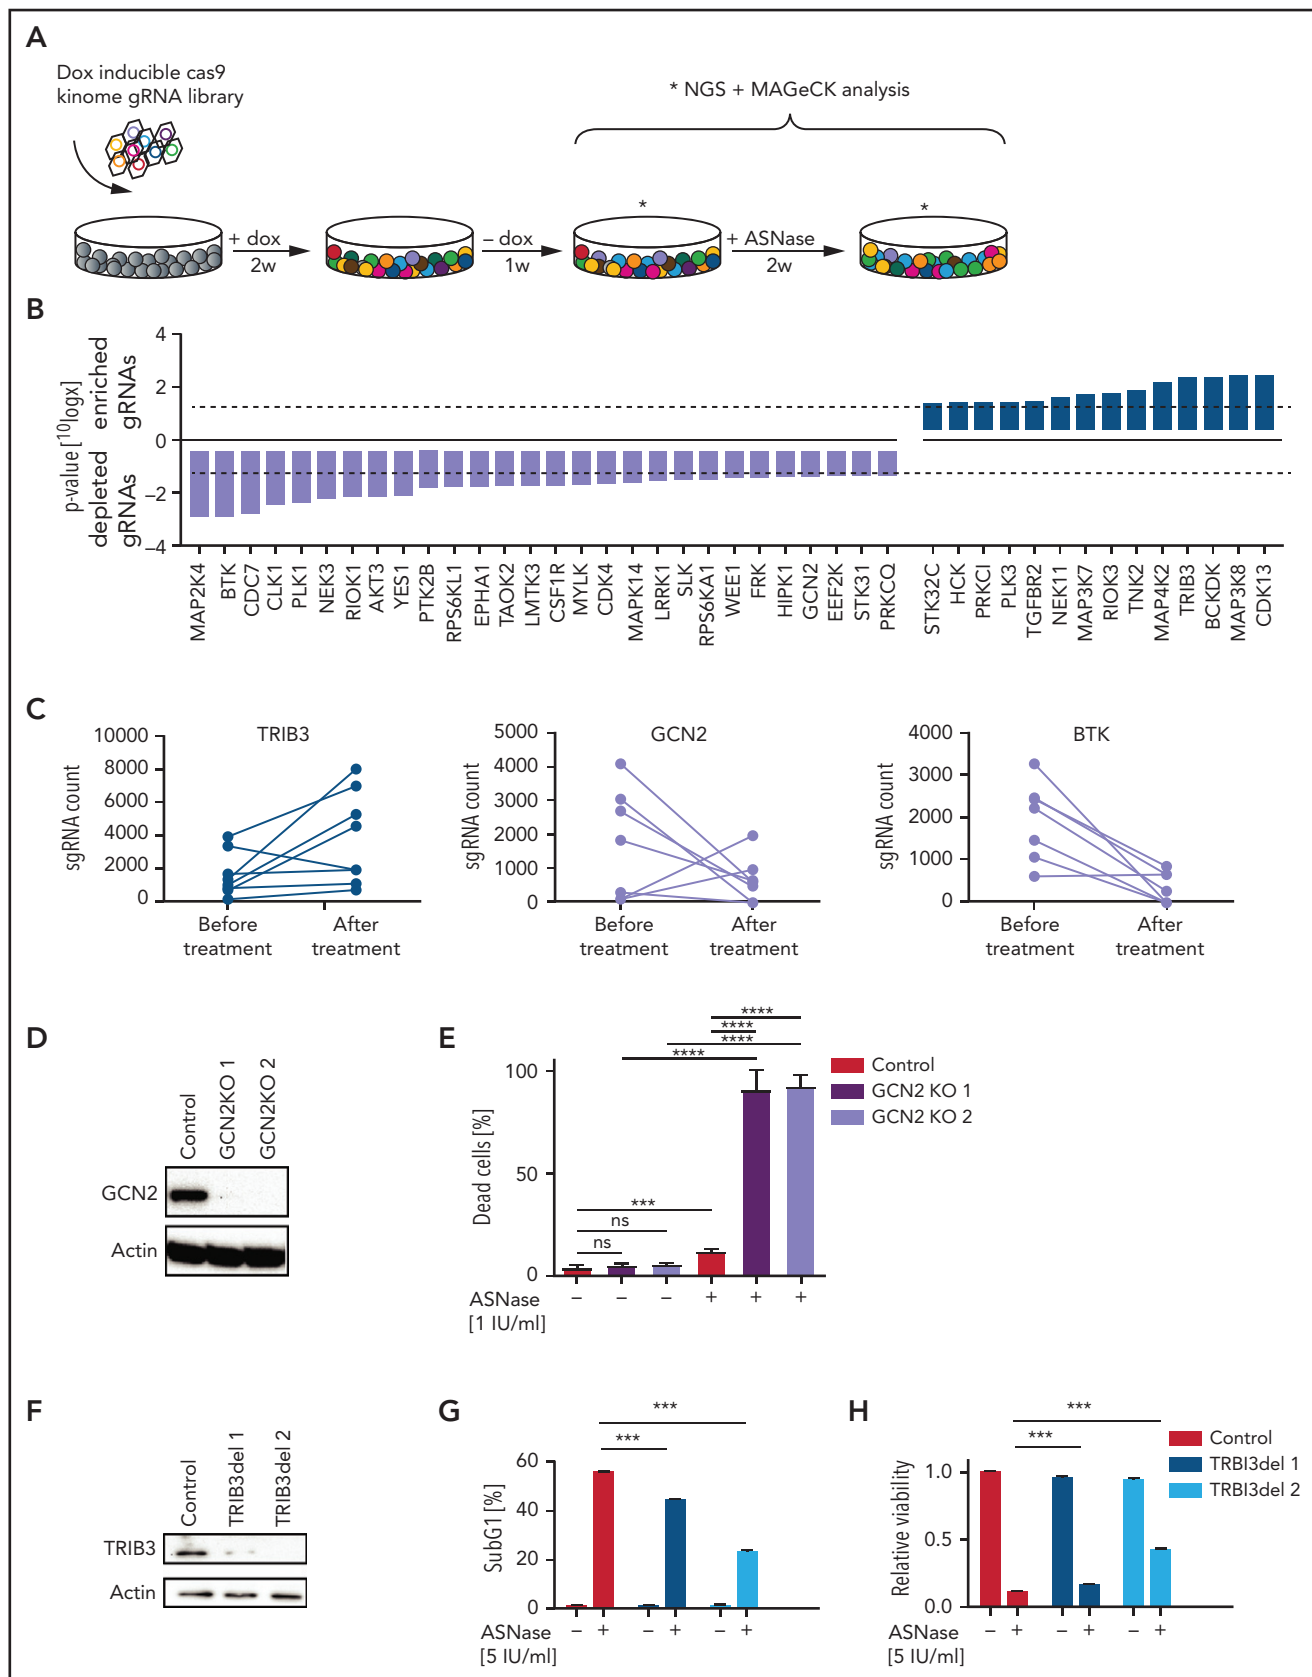 A
Dox inducible cas9
kinome gRNA library
* NGS + MAGeCK analysis
+ dox
2w
– dox
1w
*
+ ASNase
2w
*
B
p-value [10logx]
depleted enriched
gRNAs gRNAs
4
2
0
–2
–4
MAP2K4
BTK
CDC7
CLK1
PLK1
NEK3
RIOK1
AKT3
YES1
PTK2B
RPS6KL1
EPHA1
TAOK2
LMTK3
CSF1R
MYLK
CDK4
MAPK14
LRRK1
SLK
RPS6KA1
WEE1
FRK
HIPK1
GCN2
EEF2K
STK31
PRKCQ
STK32C
HCK
PRKCI
PLK3
TGFBR2
NEK11
MAP3K7
RIOK3
TNK2
MAP4K2
TRIB3
BCKDK
MAP3K8
CDK13
C
TRIB3
sgRNA count
10000
8000
6000
4000
2000
0
Before
treatment
After
treatment
GCN2
sgRNA count
5000
4000
3000
2000
1000
0
Before
treatment
After
treatment
BTK
sgRNA count
4000
3000
2000
1000
0
Before
treatment
After
treatment
D
Control
GCN2KO 1
GCN2KO 2
GCN2
Actin
E
****
****
****
****
***
ns
ns
Dead cells [%]
100
50
0
ASNase
[1 IU/ml]
– – – + + +
Control
GCN2 KO 1
GCN2 KO 2
F
Control
TRIB3del 1
TRIB3del 2
TRIB3
Actin
G
***
***
SubG1 [%]
60
40
20
0
ASNase
[5 IU/ml]
– + – + – +
H
***
***
Relative viability
1.0
0.5
0.0
ASNase
[5 IU/ml]
– + – + – +
Control
TRBI3del 1
TRBI3del 2